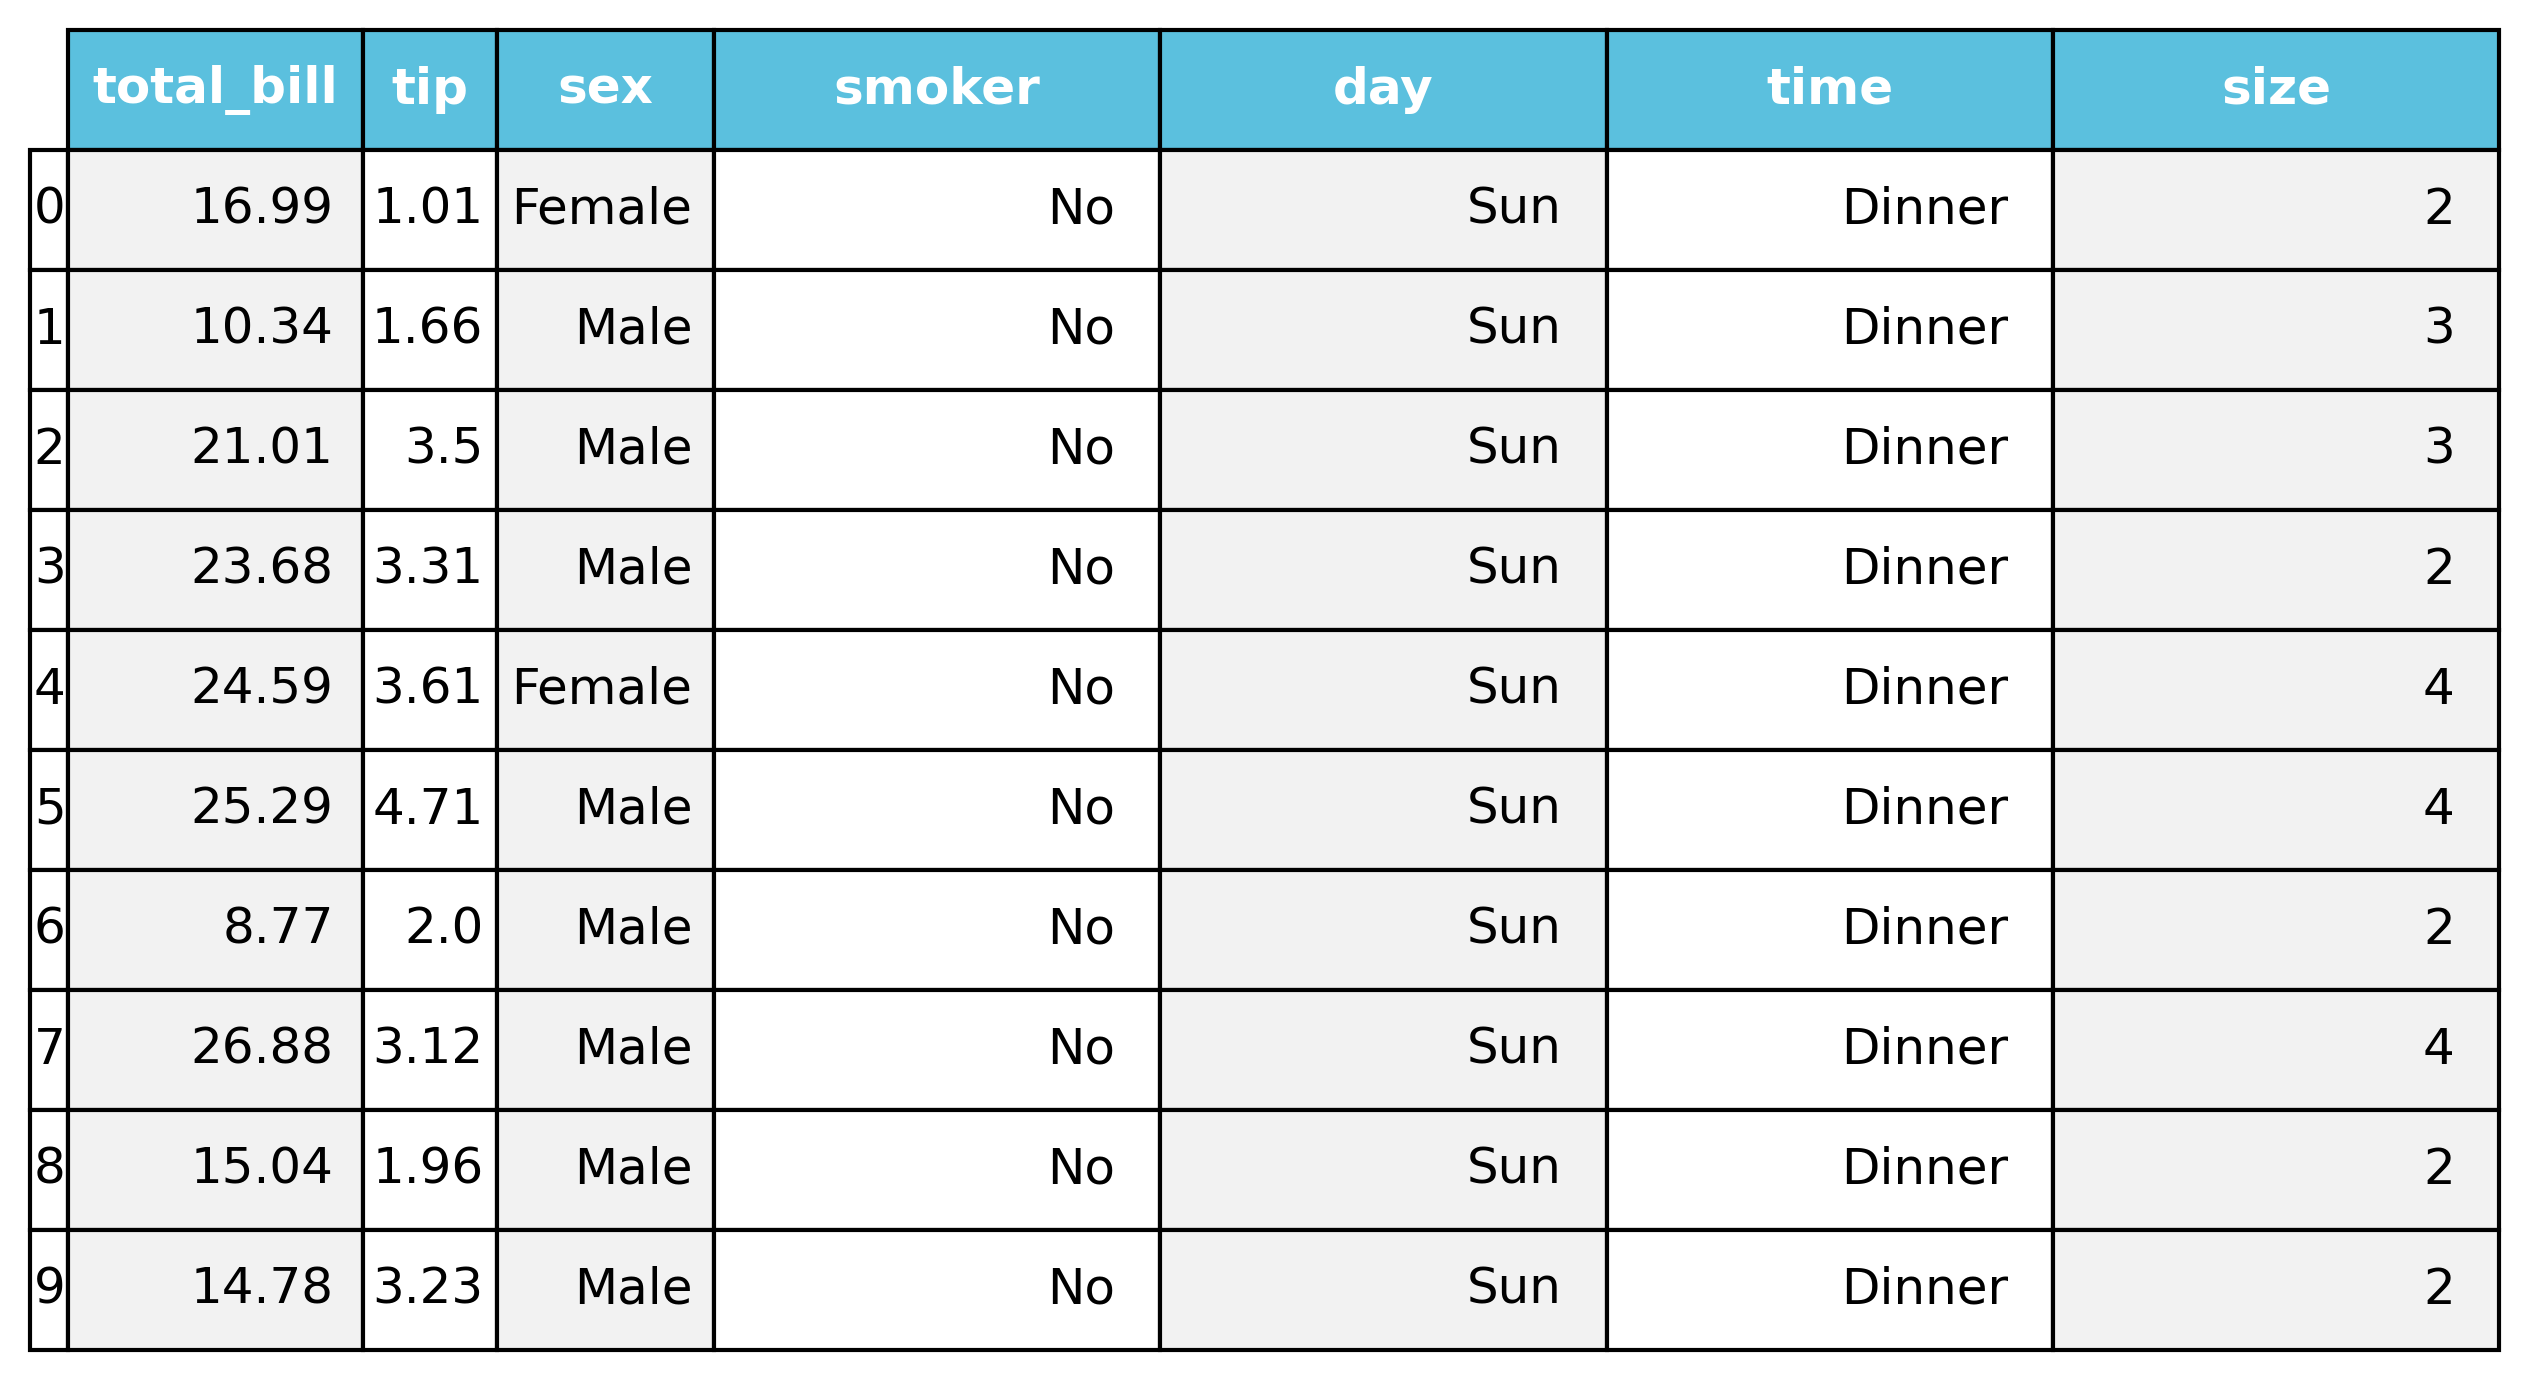 total_bill tip sex smoker day time size
0 16.99 1.01 Female No Sun Dinner 2
1 10.34 1.66 Male No Sun Dinner 3
2 21.01 3.5 Male No Sun Dinner 3
3 23.68 3.31 Male No Sun Dinner 2
4 24.59 3.61 Female No Sun Dinner 4
5 25.29 4.71 Male No Sun Dinner 4
6 8.77 2.0 Male No Sun Dinner 2
7 26.88 3.12 Male No Sun Dinner 4
8 15.04 1.96 Male No Sun Dinner 2
9 14.78 3.23 Male No Sun Dinner 2